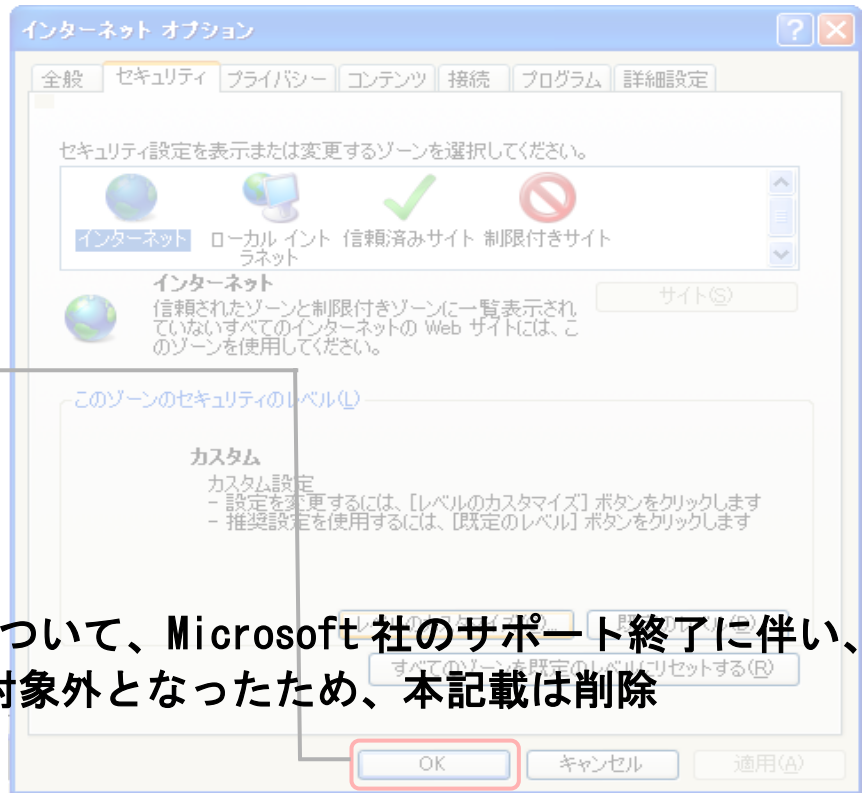 インターネット オプション
全般 セキュリティ プライバシー コンテンツ 接続 プログラム 詳細設定
セキュリティ設定を表示または変更するゾーンを選択してください。
インターネット ローカル イント 信頼済みサイト 制限付きサイト
ラネット
インターネット
サイト(S)
信頼されたゾーンと制限付きゾーンに一覧表示され
ていないすべてのインターネットの Web サイトには、こ
のゾーンを使用してください。
このゾーンのセキュリティのレベル(L)
カスタム
カスタム設定
- 設定を変更するには、[レベルのカスタマイズ] ボタンをクリックします
- 推奨設定を使用するには、[既定のレベル] ボタンをクリックします
ついて、Microsoft 社のサポート終了に伴い、
すべてのゾーンを既定のレベルにリセットする(R)
対象外となったため、本記載は削除
OK キャンセル 適用(A)